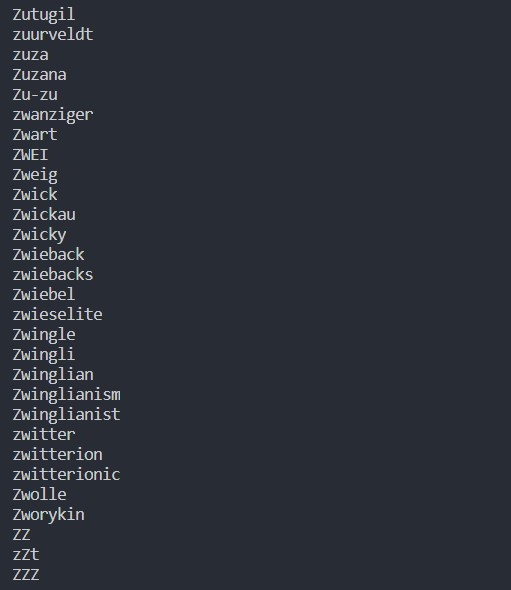 Zutugil
zuurveldt
zuza
Zuzana
Zu-zu
zwanziger
Zwart
ZWEI
Zweig
Zwick
Zwickau
Zwicky
Zwieback
zwiebacks
Zwiebel
zwieselite
Zwingle
Zwingli
Zwinglian
Zwinglianism
Zwinglianist
zwitter
zwitterion
zwitterionic
Zwolle
Zworykin
ZZ
zZt
ZZZ